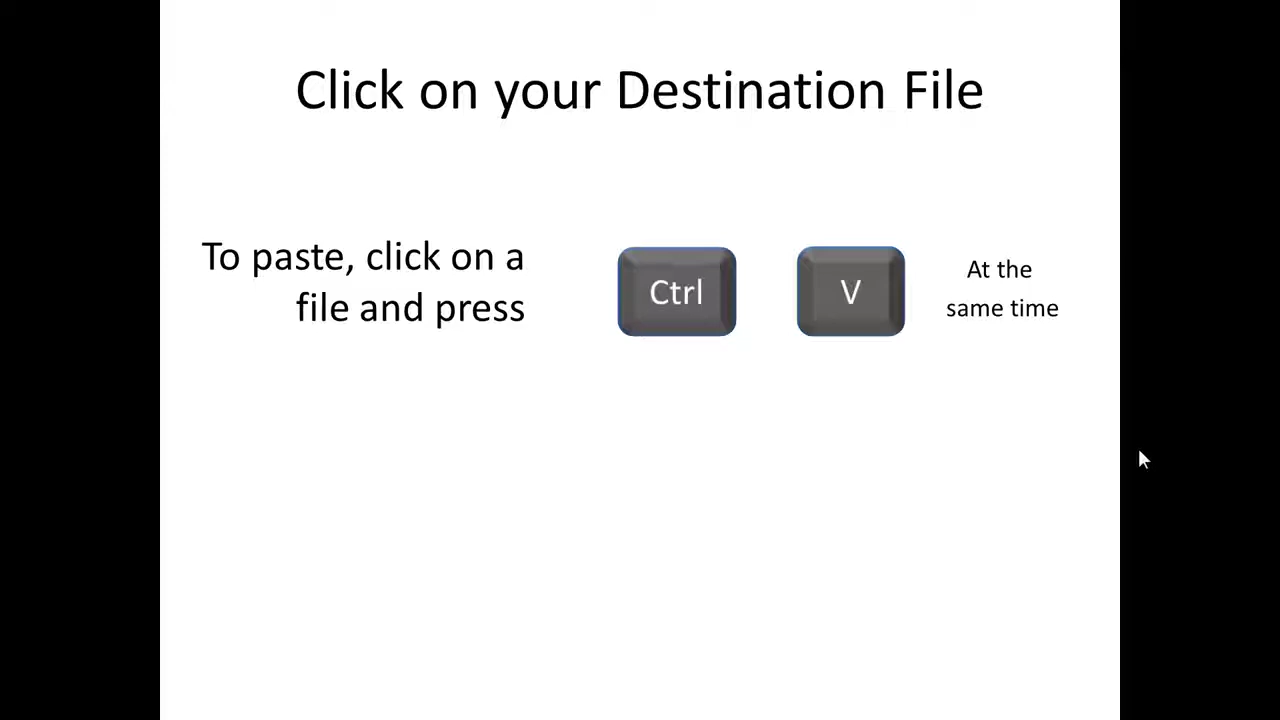 Click on your Destination File
To paste, click on a
file and press
Ctrl
V
At the
same time